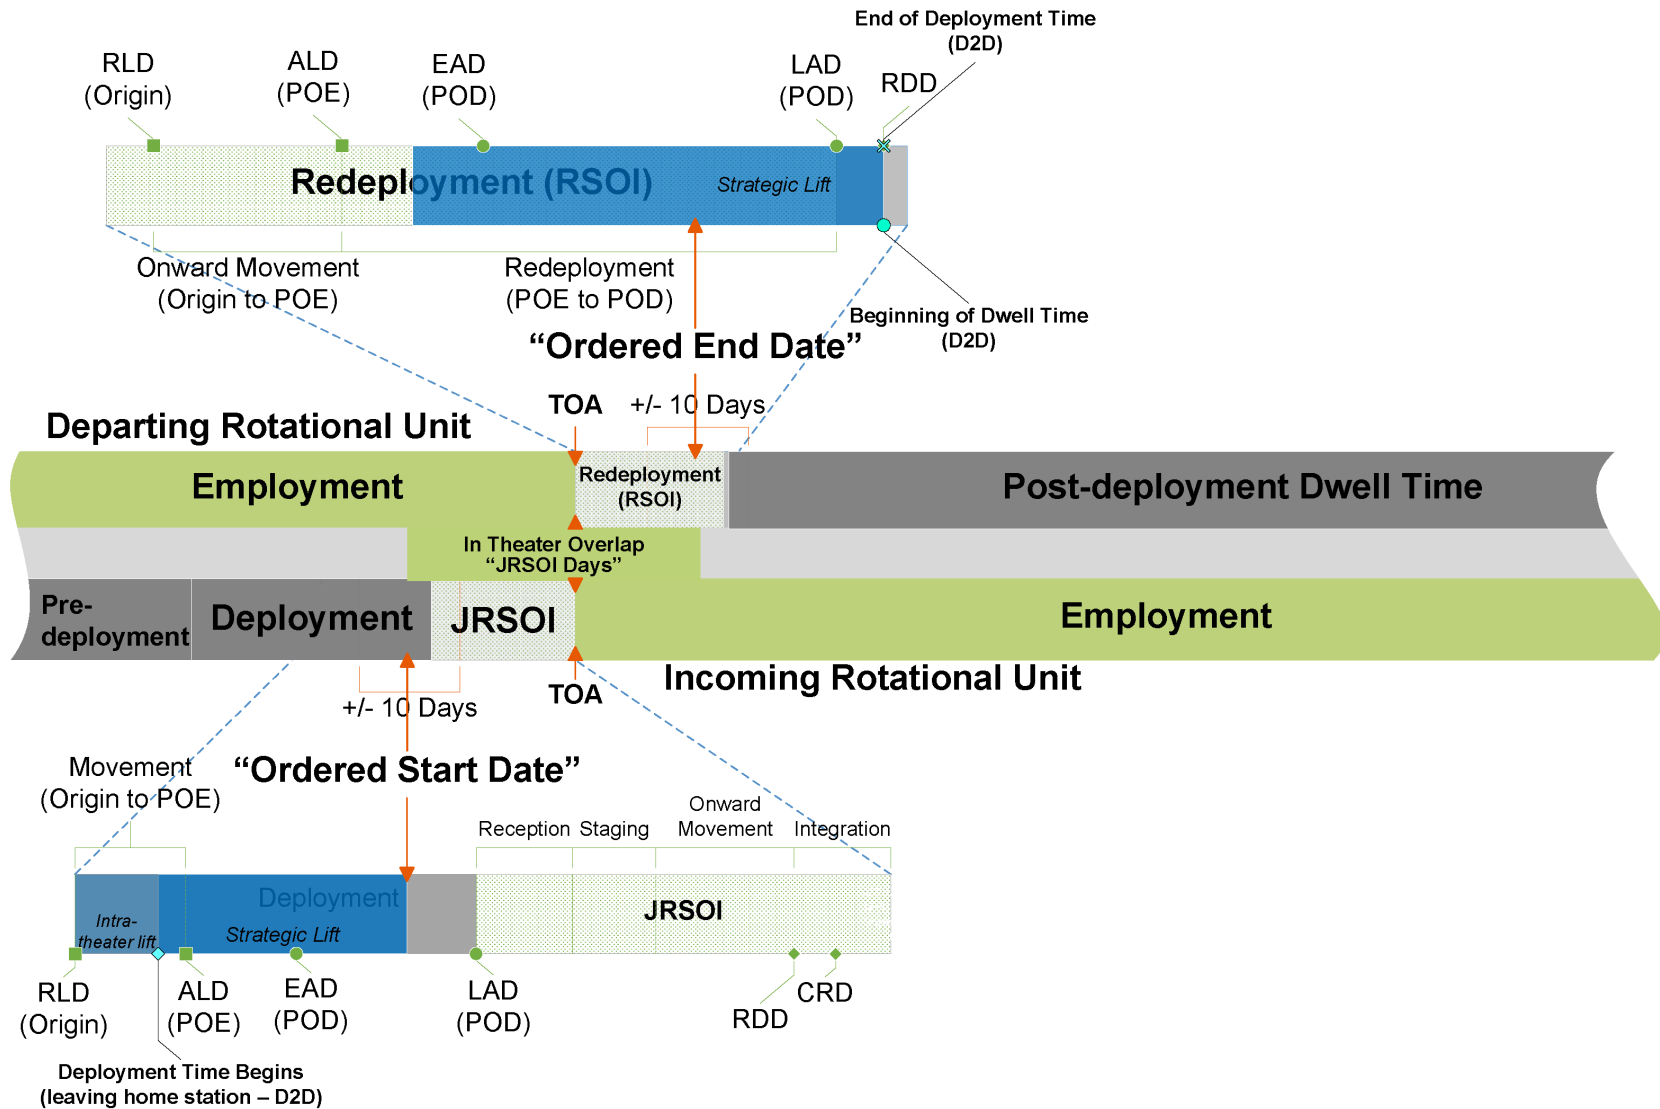 End of Deployment Time
(D2D)
RLD
(Origin)
ALD
(POE)
EAD
(POD)
LAD
(POD)
RDD
Redeployment (RSOI)
Strategic Lift
Onward Movement
(Origin to POE)
Redeployment
(POE to POD)
Beginning of Dwell Time
(D2D)
“Ordered End Date”
TOA
+/- 10 Days
Departing Rotational Unit
Employment
Redeployment
(RSOI)
Post-deployment Dwell Time
In Theater Overlap
“JRSOI Days”
Pre-
deployment
Deployment
JRSOI
Employment
TOA
Incoming Rotational Unit
+/- 10 Days
“Ordered Start Date”
Movement
(Origin to POE)
Reception
Staging
Onward
Movement
Integration
Deployment
Intra-
theater lift
Strategic Lift
JRSOI
RLD
(Origin)
ALD
(POE)
EAD
(POD)
LAD
(POD)
RDD
CRD
Deployment Time Begins
(leaving home station – D2D)